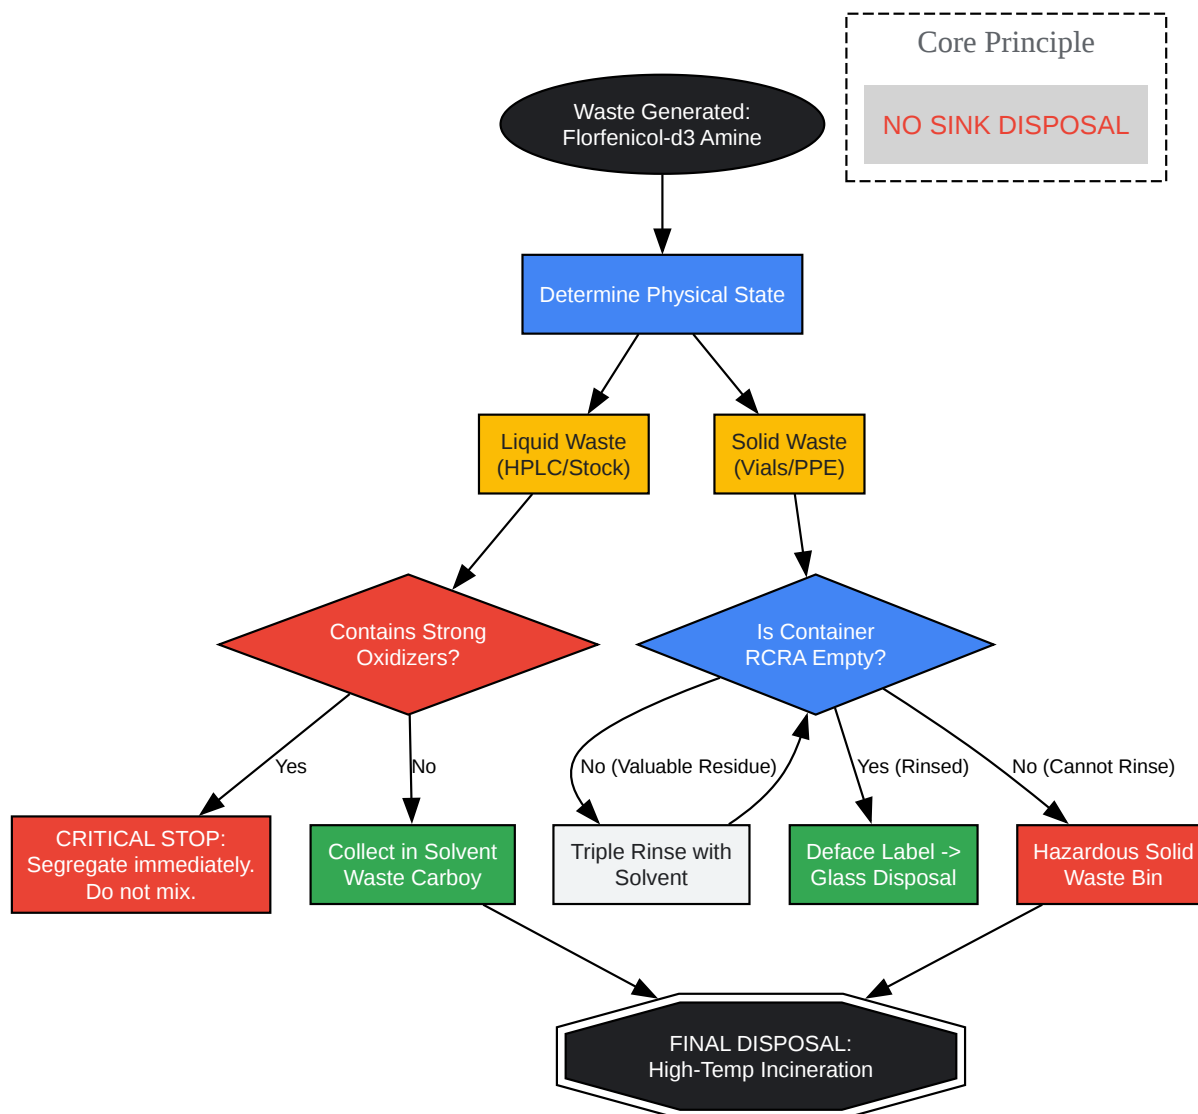 Core Principle
NO SINK DISPOSAL
Waste Generated:
Florfenicol-d3 Amine
Determine Physical State
Liquid Waste
(HPLC/Stock)
Solid Waste
(Vials/PPE)
Contains Strong
Oxidizers?
Is Container
RCRA Empty?
Yes
No
No (Valuable Residue)
Yes (Rinsed)
No (Cannot Rinse)
CRITICAL STOP:
Segregate immediately.
Do not mix.
Collect in Solvent
Waste Carboy
Triple Rinse with
Solvent
Deface Label ->
Glass Disposal
Hazardous Solid
Waste Bin
FINAL DISPOSAL:
High-Temp Incineration